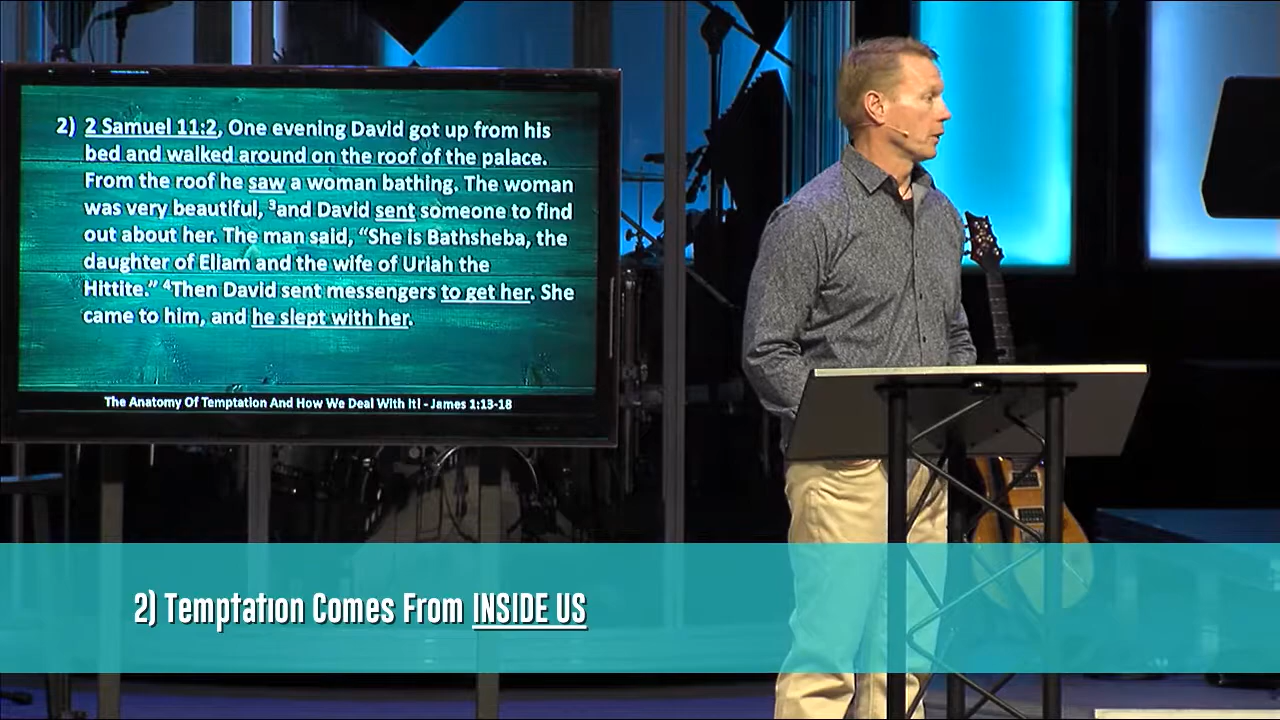 2) 2 Samuel 11:2, One evening David got up from his
bed and walked around on the roof of the palace.
From the roof he saw a woman bathing. The woman
was very beautiful, ³and David sent someone to find
out about her. The man said, “She is Bathsheba, the
daughter of Eliam and the wife of Uriah the
Hittite.” ⁴Then David sent messengers to get her. She
came to him, and he slept with her.
The Anatomy Of Temptation And How We Deal With It! - James 1:13-18
2) Temptation Comes From INSIDE US